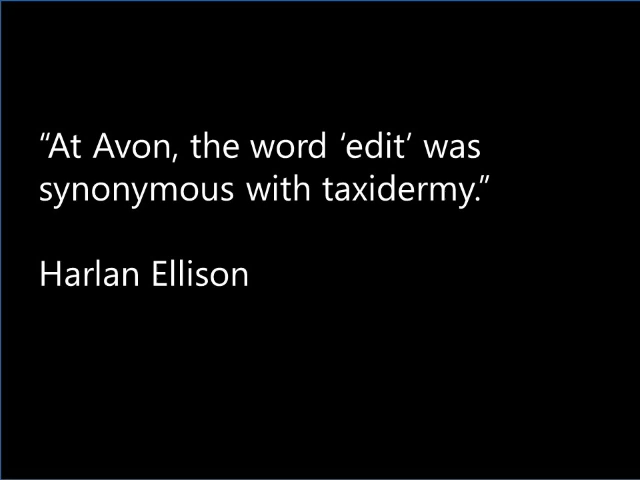 “At Avon, the word ‘edit’ was
synonymous with taxidermy.”
Harlan Ellison